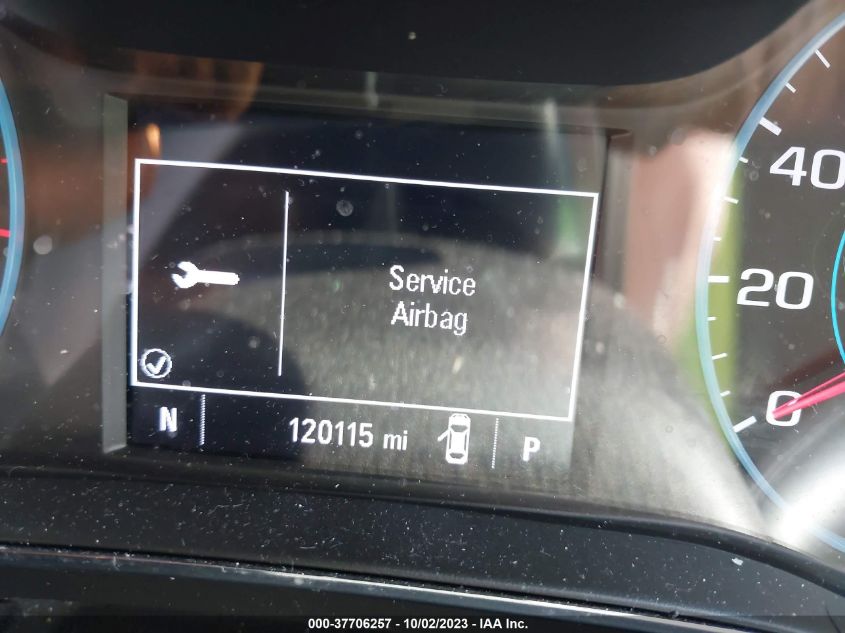 Service
Airbag
N
120115 mi
P
40
20
0
000-37706257 - 10/02/2023 - IAA Inc.